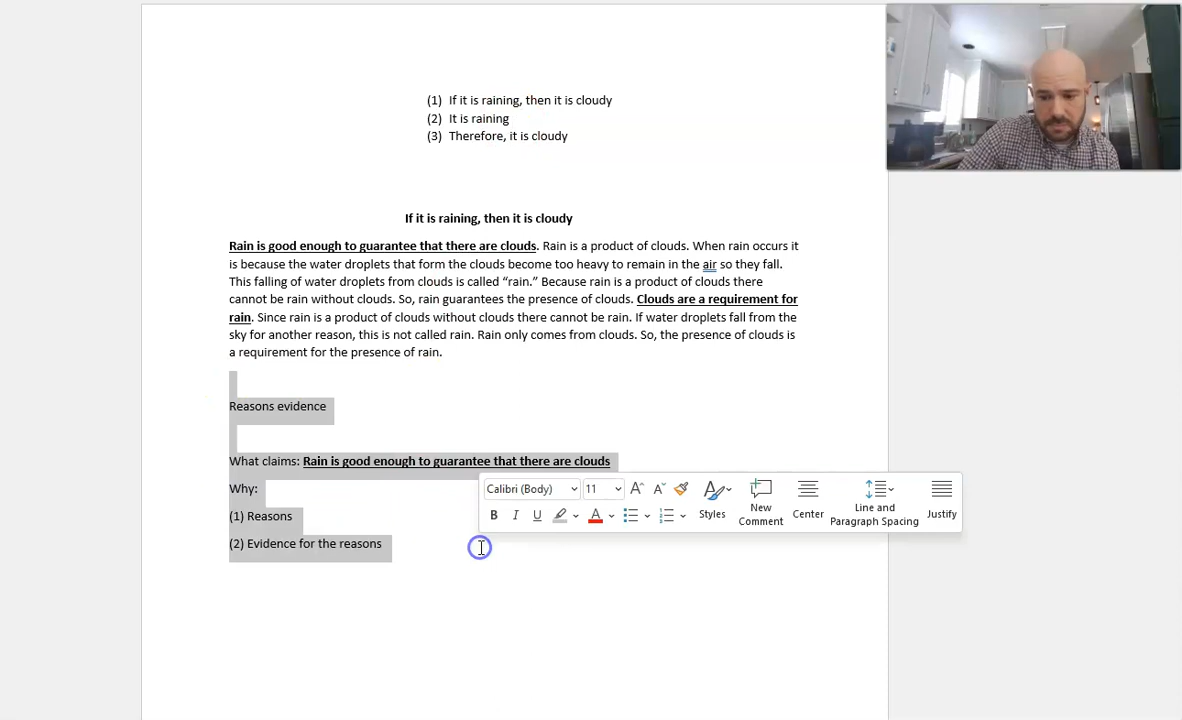 (1) If it is raining, then it is cloudy
(2) It is raining
(3) Therefore, it is cloudy
If it is raining, then it is cloudy
Rain is good enough to guarantee that there are clouds. Rain is a product of clouds. When rain occurs it
is because the water droplets that form the clouds become too heavy to remain in the air so they fall.
This falling of water droplets from clouds is called “rain.” Because rain is a product of clouds there
cannot be rain without clouds. So, rain guarantees the presence of clouds. Clouds are a requirement for
rain. Since rain is a product of clouds without clouds there cannot be rain. If water droplets fall from the
sky for another reason, this is not called rain. Rain only comes from clouds. So, the presence of clouds is
a requirement for the presence of rain.
Reasons evidence
What claims: Rain is good enough to guarantee that there are clouds
Why:
(1) Reasons
(2) Evidence for the reasons
Calibri (Body) 11 A A
B I U A
Styles
New
Comment
Center
Line and
Paragraph Spacing
Justify